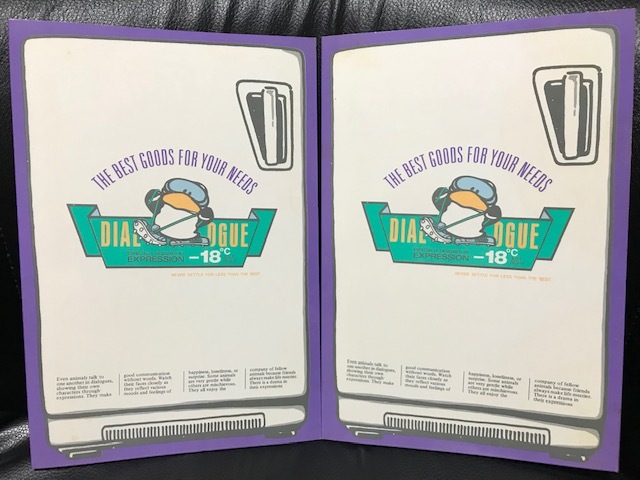 THE BEST GOODS FOR YOUR NEEDS
DIALOGUE
EXPRESSION -18°C
NEVER SETTLE FOR LESS THAN THE BEST
Even animals talk to
one another in dialogues,
showing their own
characters through
expressions. They make
good communication
without words. Watch
their faces closely as
they reflect various
moods and feelings of
happiness, loneliness, or
surprise. Some animals
are very gentle while
others are mischievous.
They all enjoy the
company of fellow
animals because friends
always make life merrier.
There is a drama in
their expressions
THE BEST GOODS FOR YOUR NEEDS
DIALOGUE
EXPRESSION -18°C
NEVER SETTLE FOR LESS THAN THE BEST
Even animals talk to
one another in dialogues,
showing their own
characters through
expressions. They make
good communication
without words. Watch
their faces closely as
they reflect various
moods and feelings of
happiness, loneliness, or
surprise. Some animals
are very gentle while
others are mischievous.
They all enjoy the
company of fellow
animals because friends
always make life merrier.
There is a drama in
their expressions